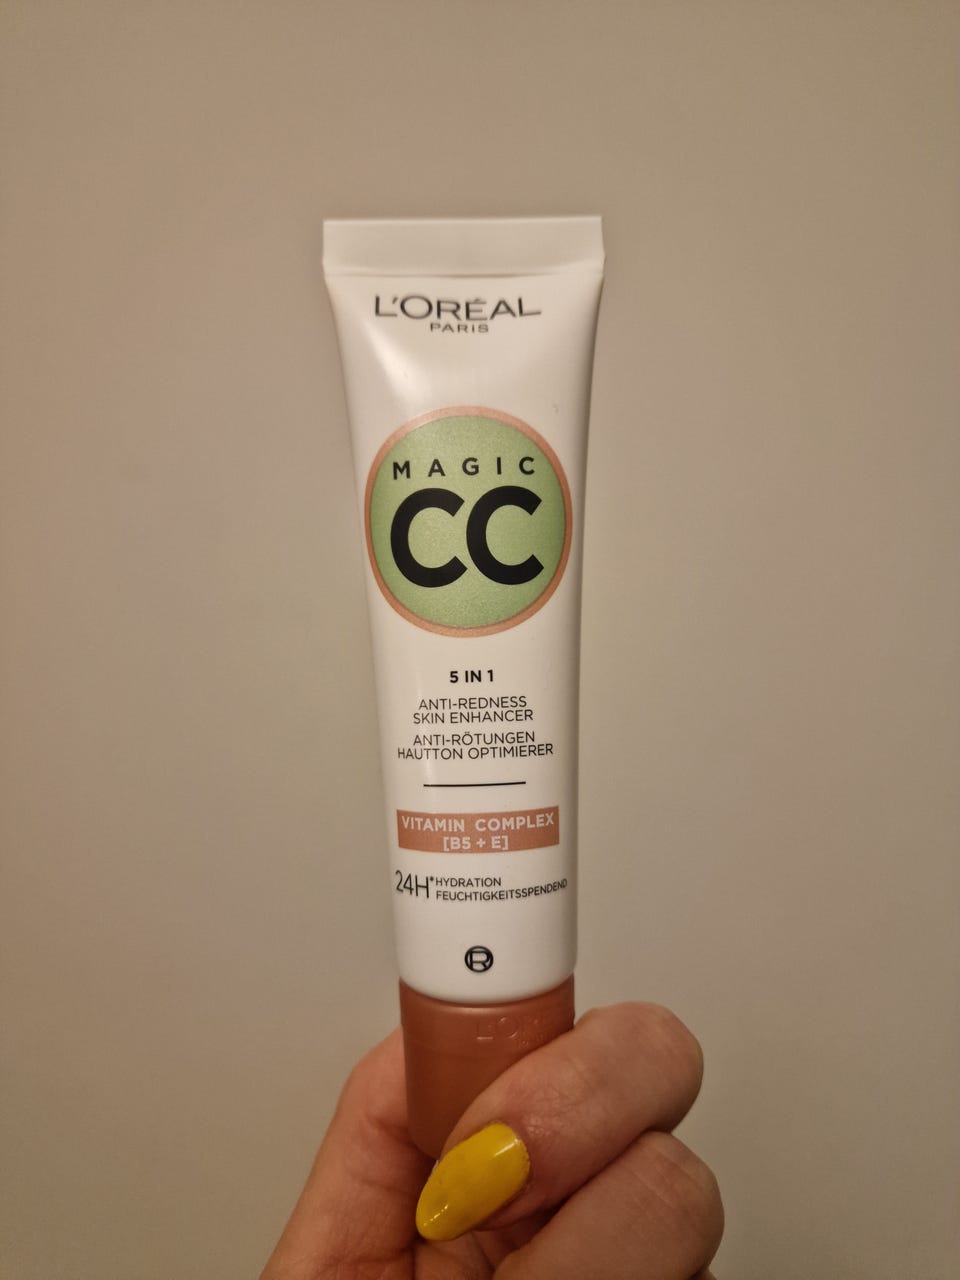 L'ORÉAL
PARIS
MAGIC
CC
5 IN 1
ANTI-REDNESS
SKIN ENHANCER
ANTI-RÖTUNGEN
HAUTTON OPTIMIERER
VITAMIN COMPLEX
[B5 + E]
24H* HYDRATION
FEUCHTIGKEITSSPENDEND